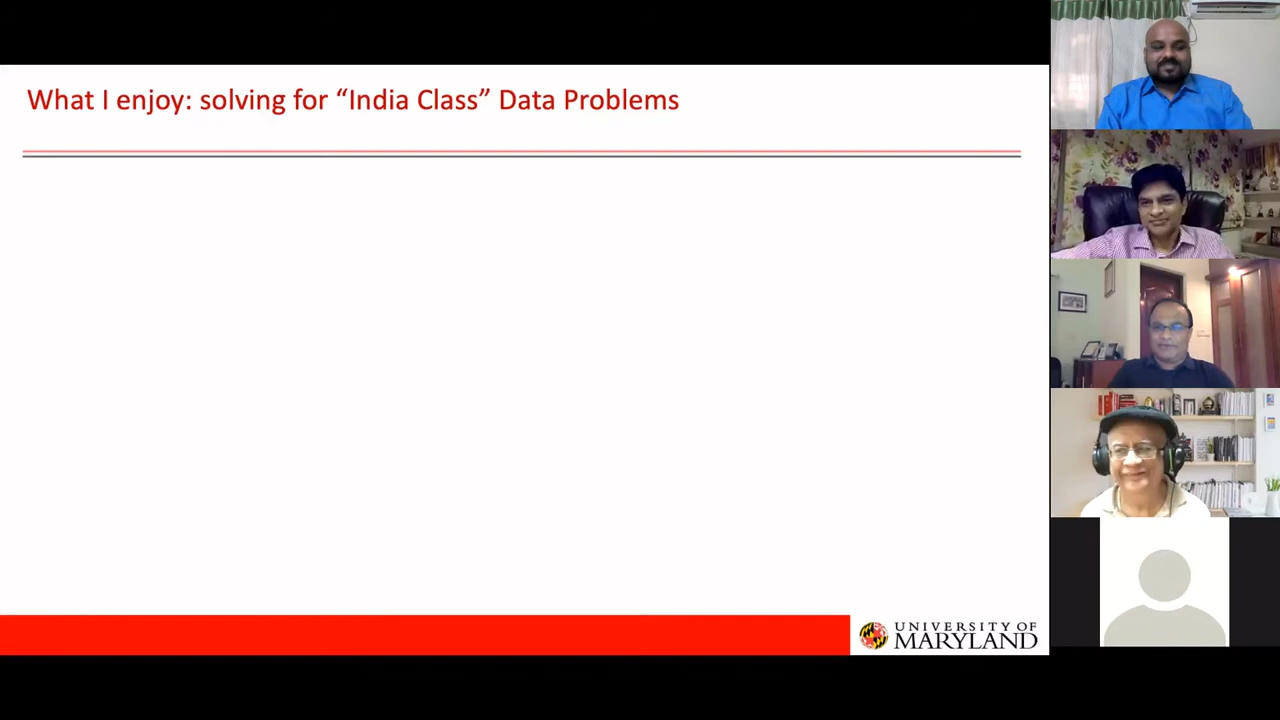 What I enjoy: solving for “India Class” Data Problems
UNIVERSITY OF
MARYLAND